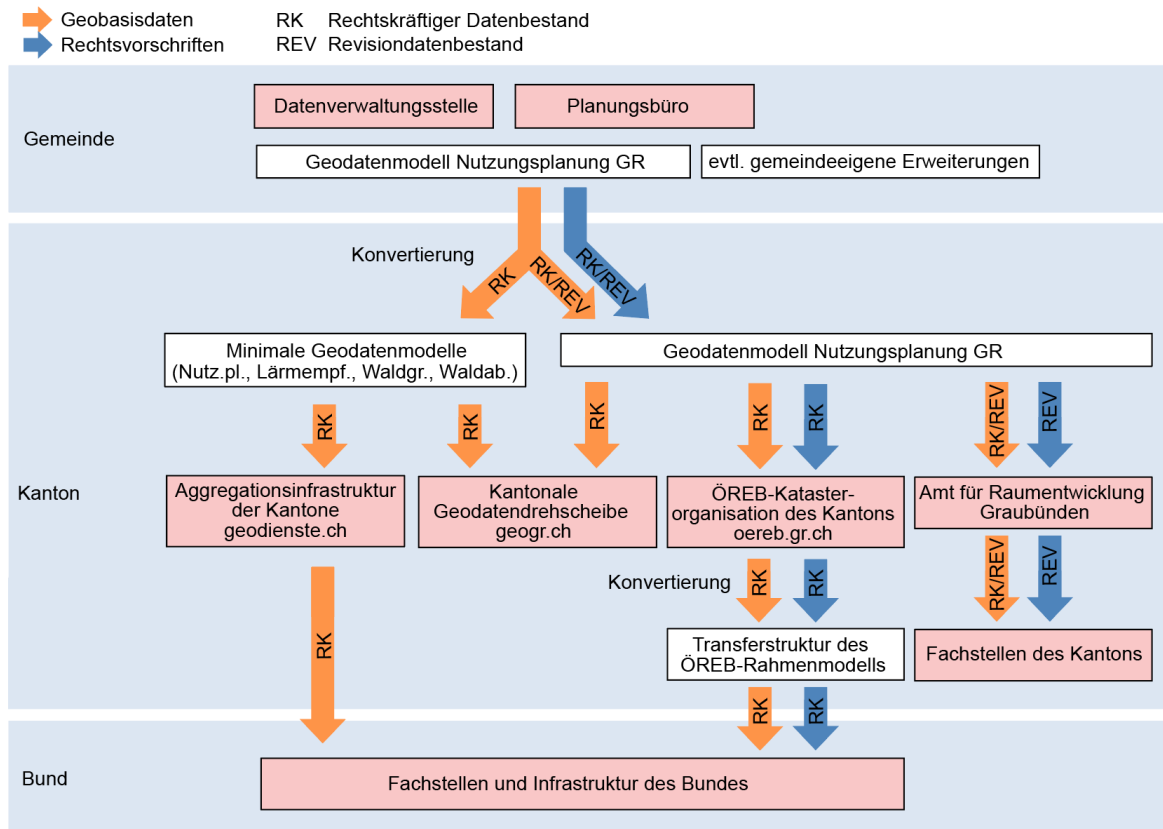 Geobasisdaten
RK Rechtskräftiger Datenbestand
Rechtsvorschriften
REV Revisiondatenbestand
Gemeinde
Datenverwaltungsstelle
Planungsbüro
Geodatenmodell Nutzungsplanung GR
evtl. gemeindeeigene Erweiterungen
Kanton
Konvertierung
RK
RK/REV
RK/REV
Minimale Geodatenmodelle
(Nutz.pl., Lärmempf., Waldgr., Waldab.)
Geodatenmodell Nutzungsplanung GR
RK
RK
RK
RK
RK
RK/REV
REV
Aggregationsinfrastruktur
der Kantone
geodienste.ch
Kantonale
Geodatendrehscheibe
geogr.ch
ÖREB-Kataster-
organisation des Kantons
oereb.gr.ch
Amt für Raumentwicklung
Graubünden
Konvertierung
RK
RK
RK
RK/REV
REV
Transferstruktur des
ÖREB-Rahmenmodells
Fachstellen des Kantons
RK
RK
Bund
Fachstellen und Infrastruktur des Bundes